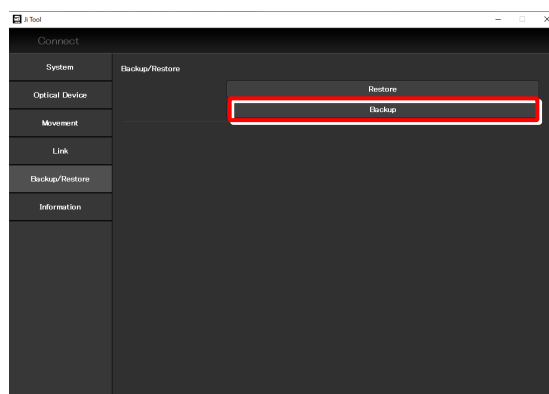 Ji Tool
Connect
System
Optical Device
Movement
Link
Backup/Restore
Information
Backup/Restore
Restore
Backup